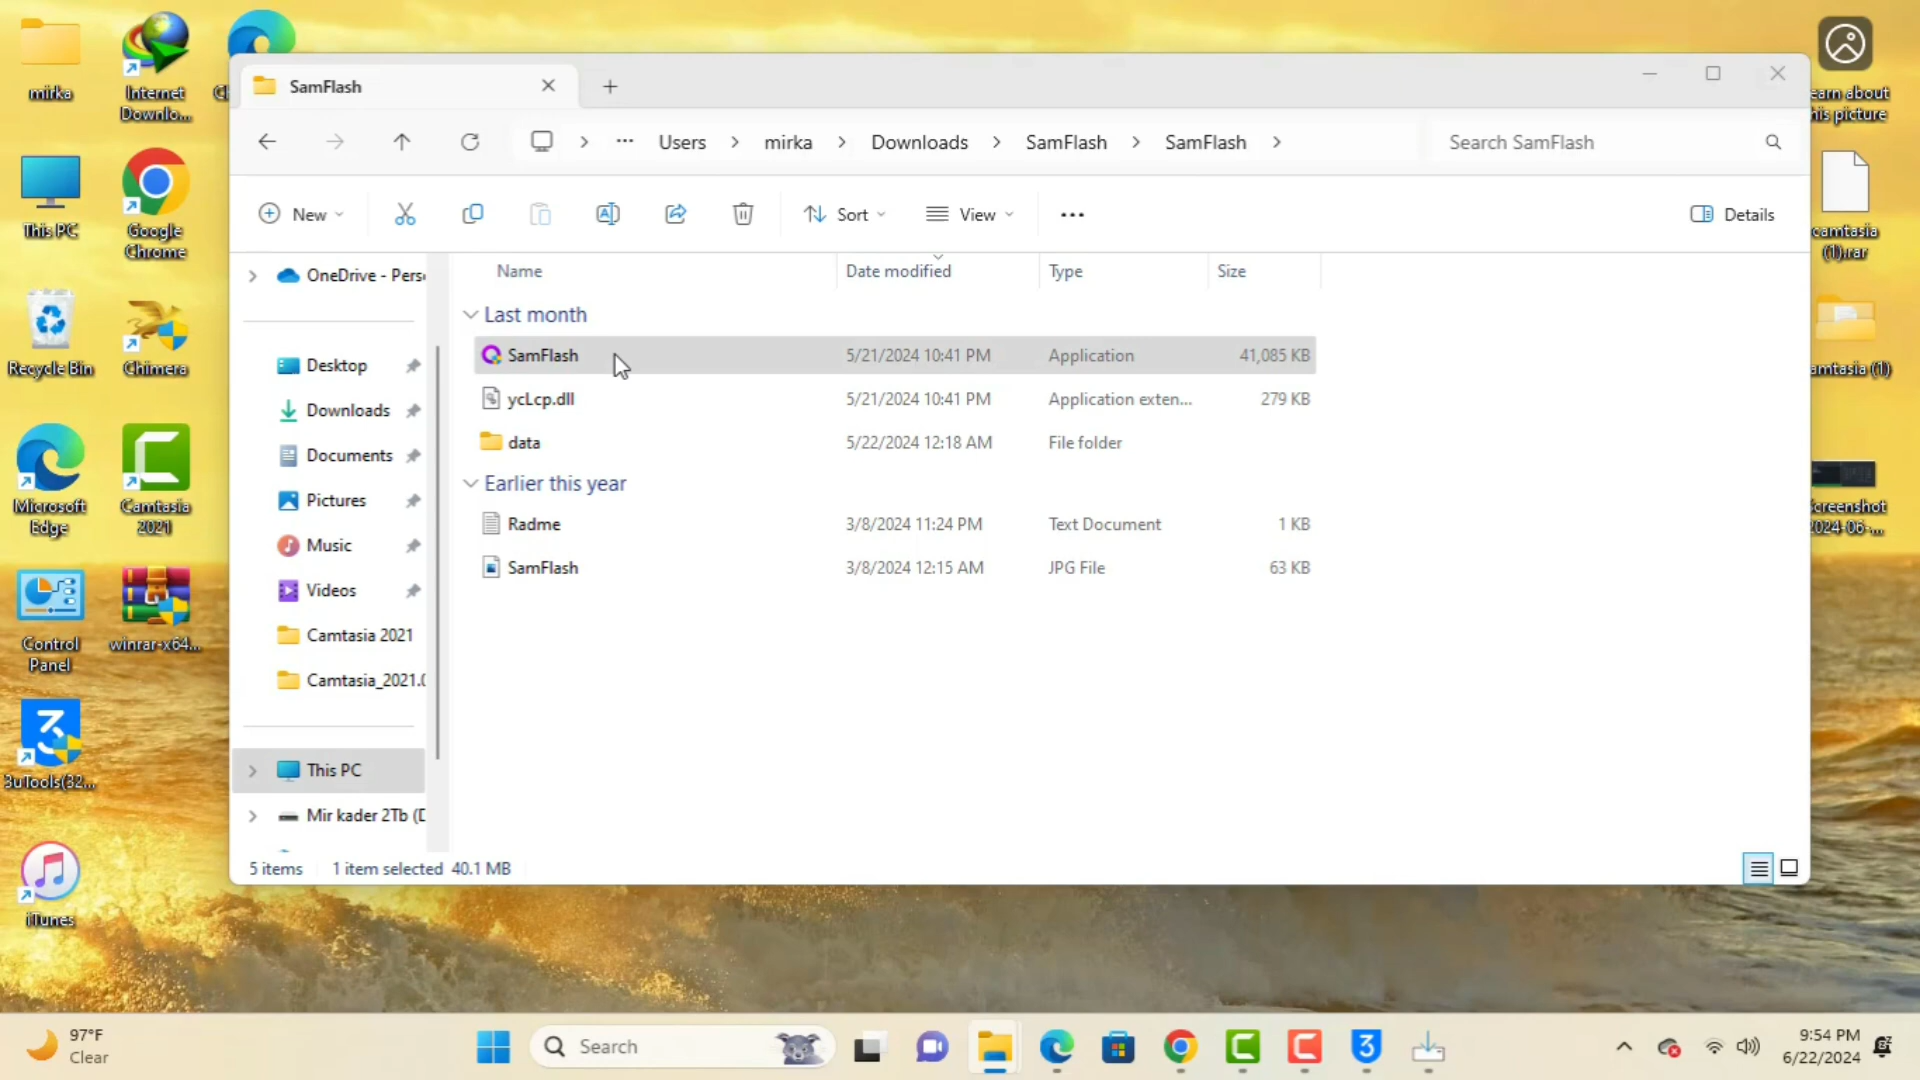 mirka
Internet
Downlo...
This PC
Google
Chrome
Recycle Bin
Chimera
Microsoft
Edge
Camtasia
2021
Control
Panel
winrar-x64...
3uTools(32...
iTunes
SamFlash
Users
mirka
Downloads
SamFlash
SamFlash
Search SamFlash
New
Sort
View
Details
OneDrive - Pers
Desktop
Downloads
Documents
Pictures
Music
Videos
Camtasia 2021
Camtasia_2021.0
This PC
Mir kader 2Tb (D
Name Date modified Type Size
Last month
SamFlash 5/21/2024 10:41 PM Application 41,085 KB
ycLcp.dll 5/21/2024 10:41 PM Application exten... 279 KB
data 5/22/2024 12:18 AM File folder
Earlier this year
Radme 3/8/2024 11:24 PM Text Document 1 KB
SamFlash 3/8/2024 12:15 AM JPG File 63 KB
5 items 1 item selected 40.1 MB
earn about
his picture
camtasia
(1).rar
amtasia (1)
creenshot
2024-06-...
97°F
Clear
Search
9:54 PM
6/22/2024